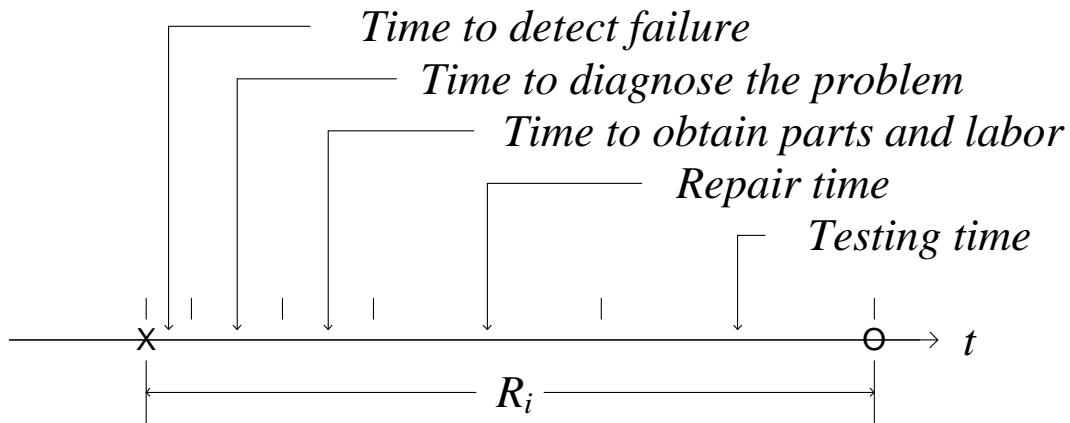 Time to detect failure
Time to diagnose the problem
Time to obtain parts and labor
Repair time
Testing time
X
O
t
Rᵢ